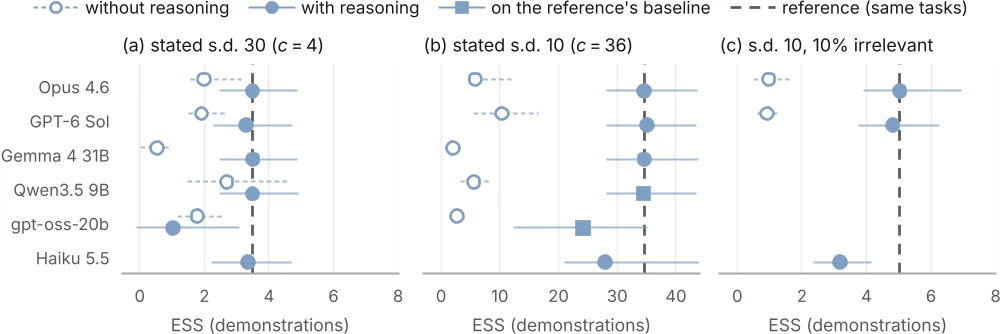 without reasoning with reasoning on the reference's baseline reference (same tasks)
(a) stated s.d. 30 (c = 4) (b) stated s.d. 10 (c = 36) (c) s.d. 10, 10% irrelevant
Opus 4.6
GPT-6 Sol
Gemma 4 31B
Qwen3.5 9B
gpt-oss-20b
Haiku 5.5
0 2 4 6 8 0 10 20 30 40 0 2 4 6 8
ESS (demonstrations) ESS (demonstrations) ESS (demonstrations)